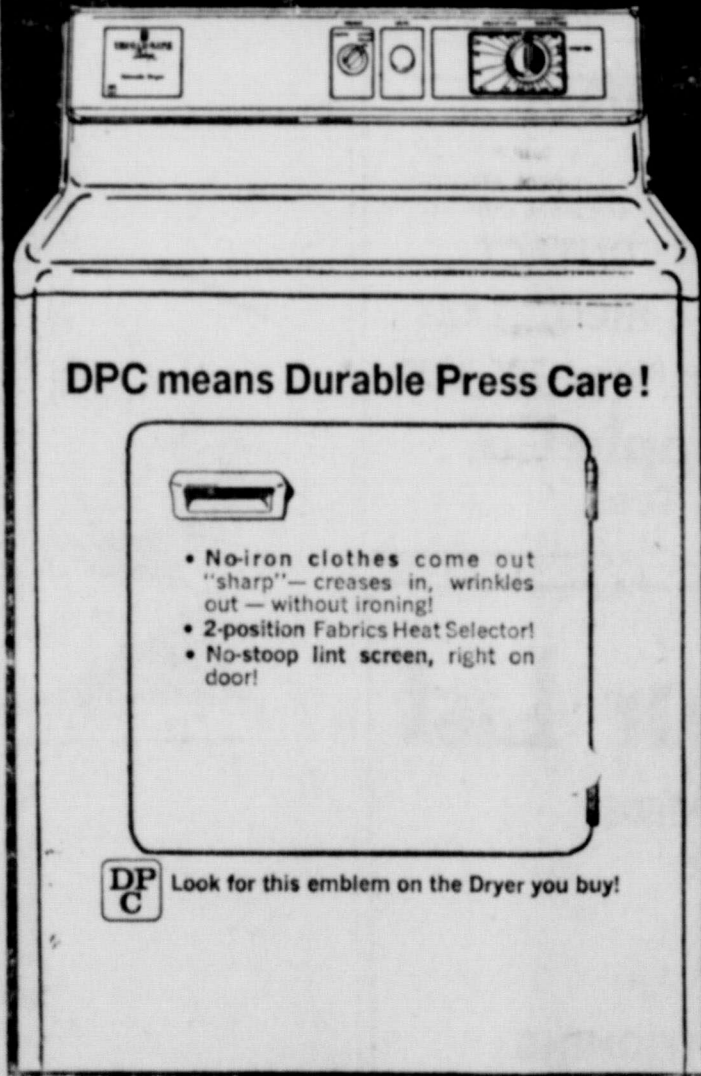 DPC means Durable Press Care!
• No-iron clothes come out
"sharp"— creases in, wrinkles
out — without ironing!
• 2-position Fabrics Heat Selector!
• No-stoop lint screen, right on
door!
DP
C
Look for this emblem on the Dryer you buy!